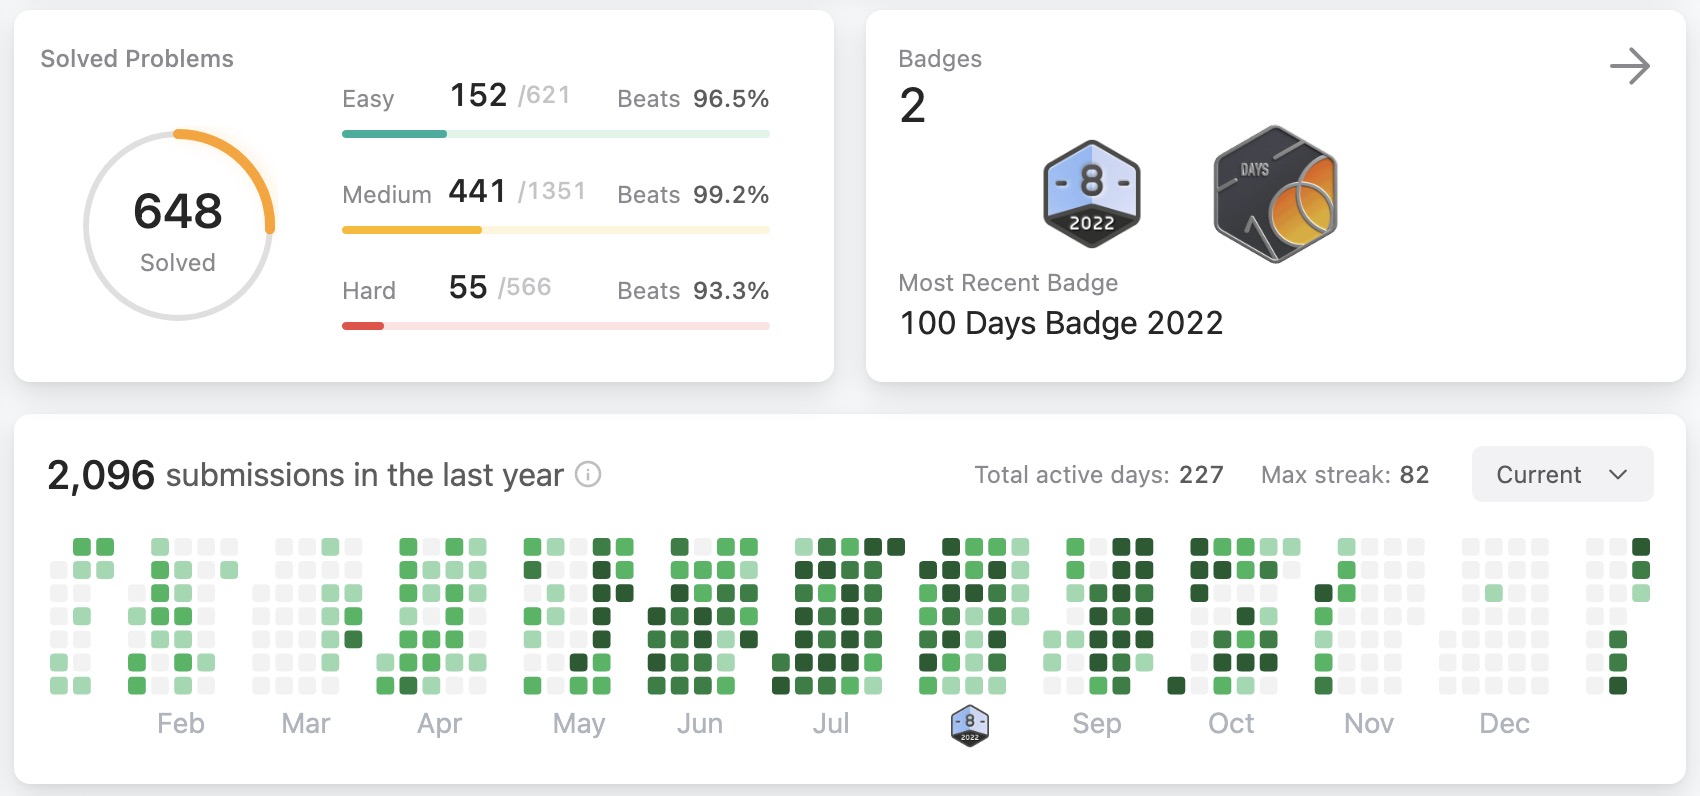 Solved Problems
648
Solved
Easy 152 /621 Beats 96.5%
Medium 441 /1351 Beats 99.2%
Hard 55 /566 Beats 93.3%
Badges
2
8
2022
DAYS
100
Most Recent Badge
100 Days Badge 2022
2,096 submissions in the last year
Total active days: 227 Max streak: 82 Current
Feb Mar Apr May Jun Jul
8
2022
Sep Oct Nov Dec